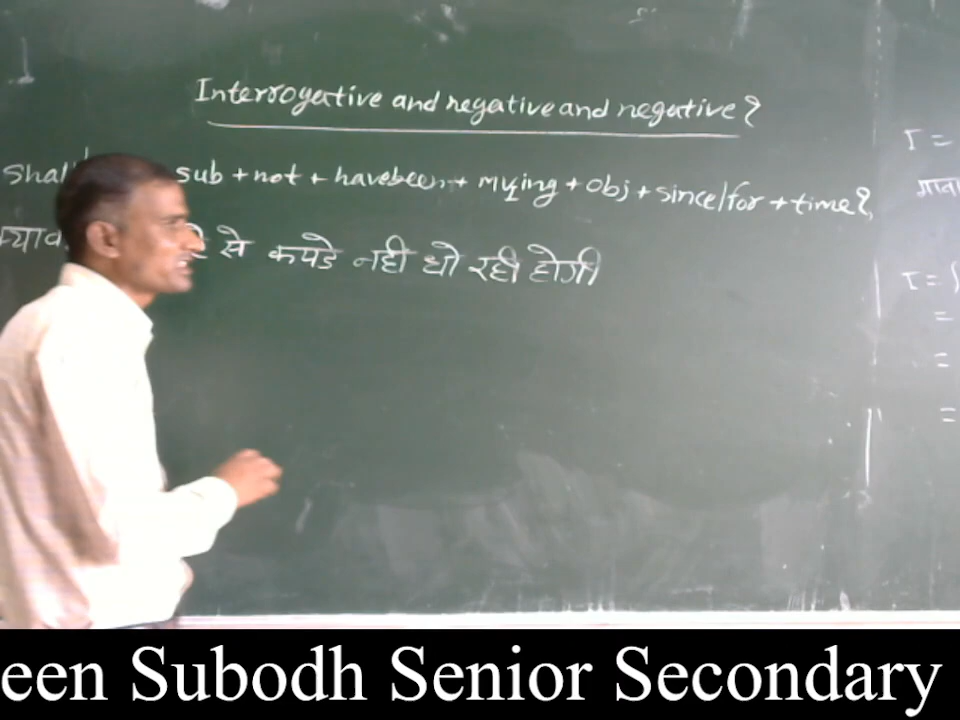 Interrogative and negative and negative?
Shall sub + not + havebeen + mv4ing + obj + since/for + time?
से कपडे नही धो रही होगी
I =
I =
=
=
=
een Subodh Senior Secondary